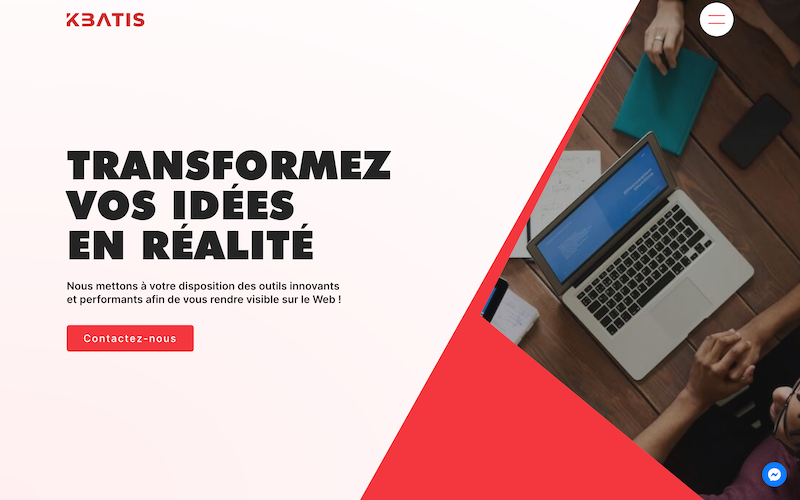 KBATIS
TRANSFORMEZ
VOS IDÉES
EN RÉALITÉ
Nous mettons à votre disposition des outils innovants
et performants afin de vous rendre visible sur le Web !
Contactez-nous